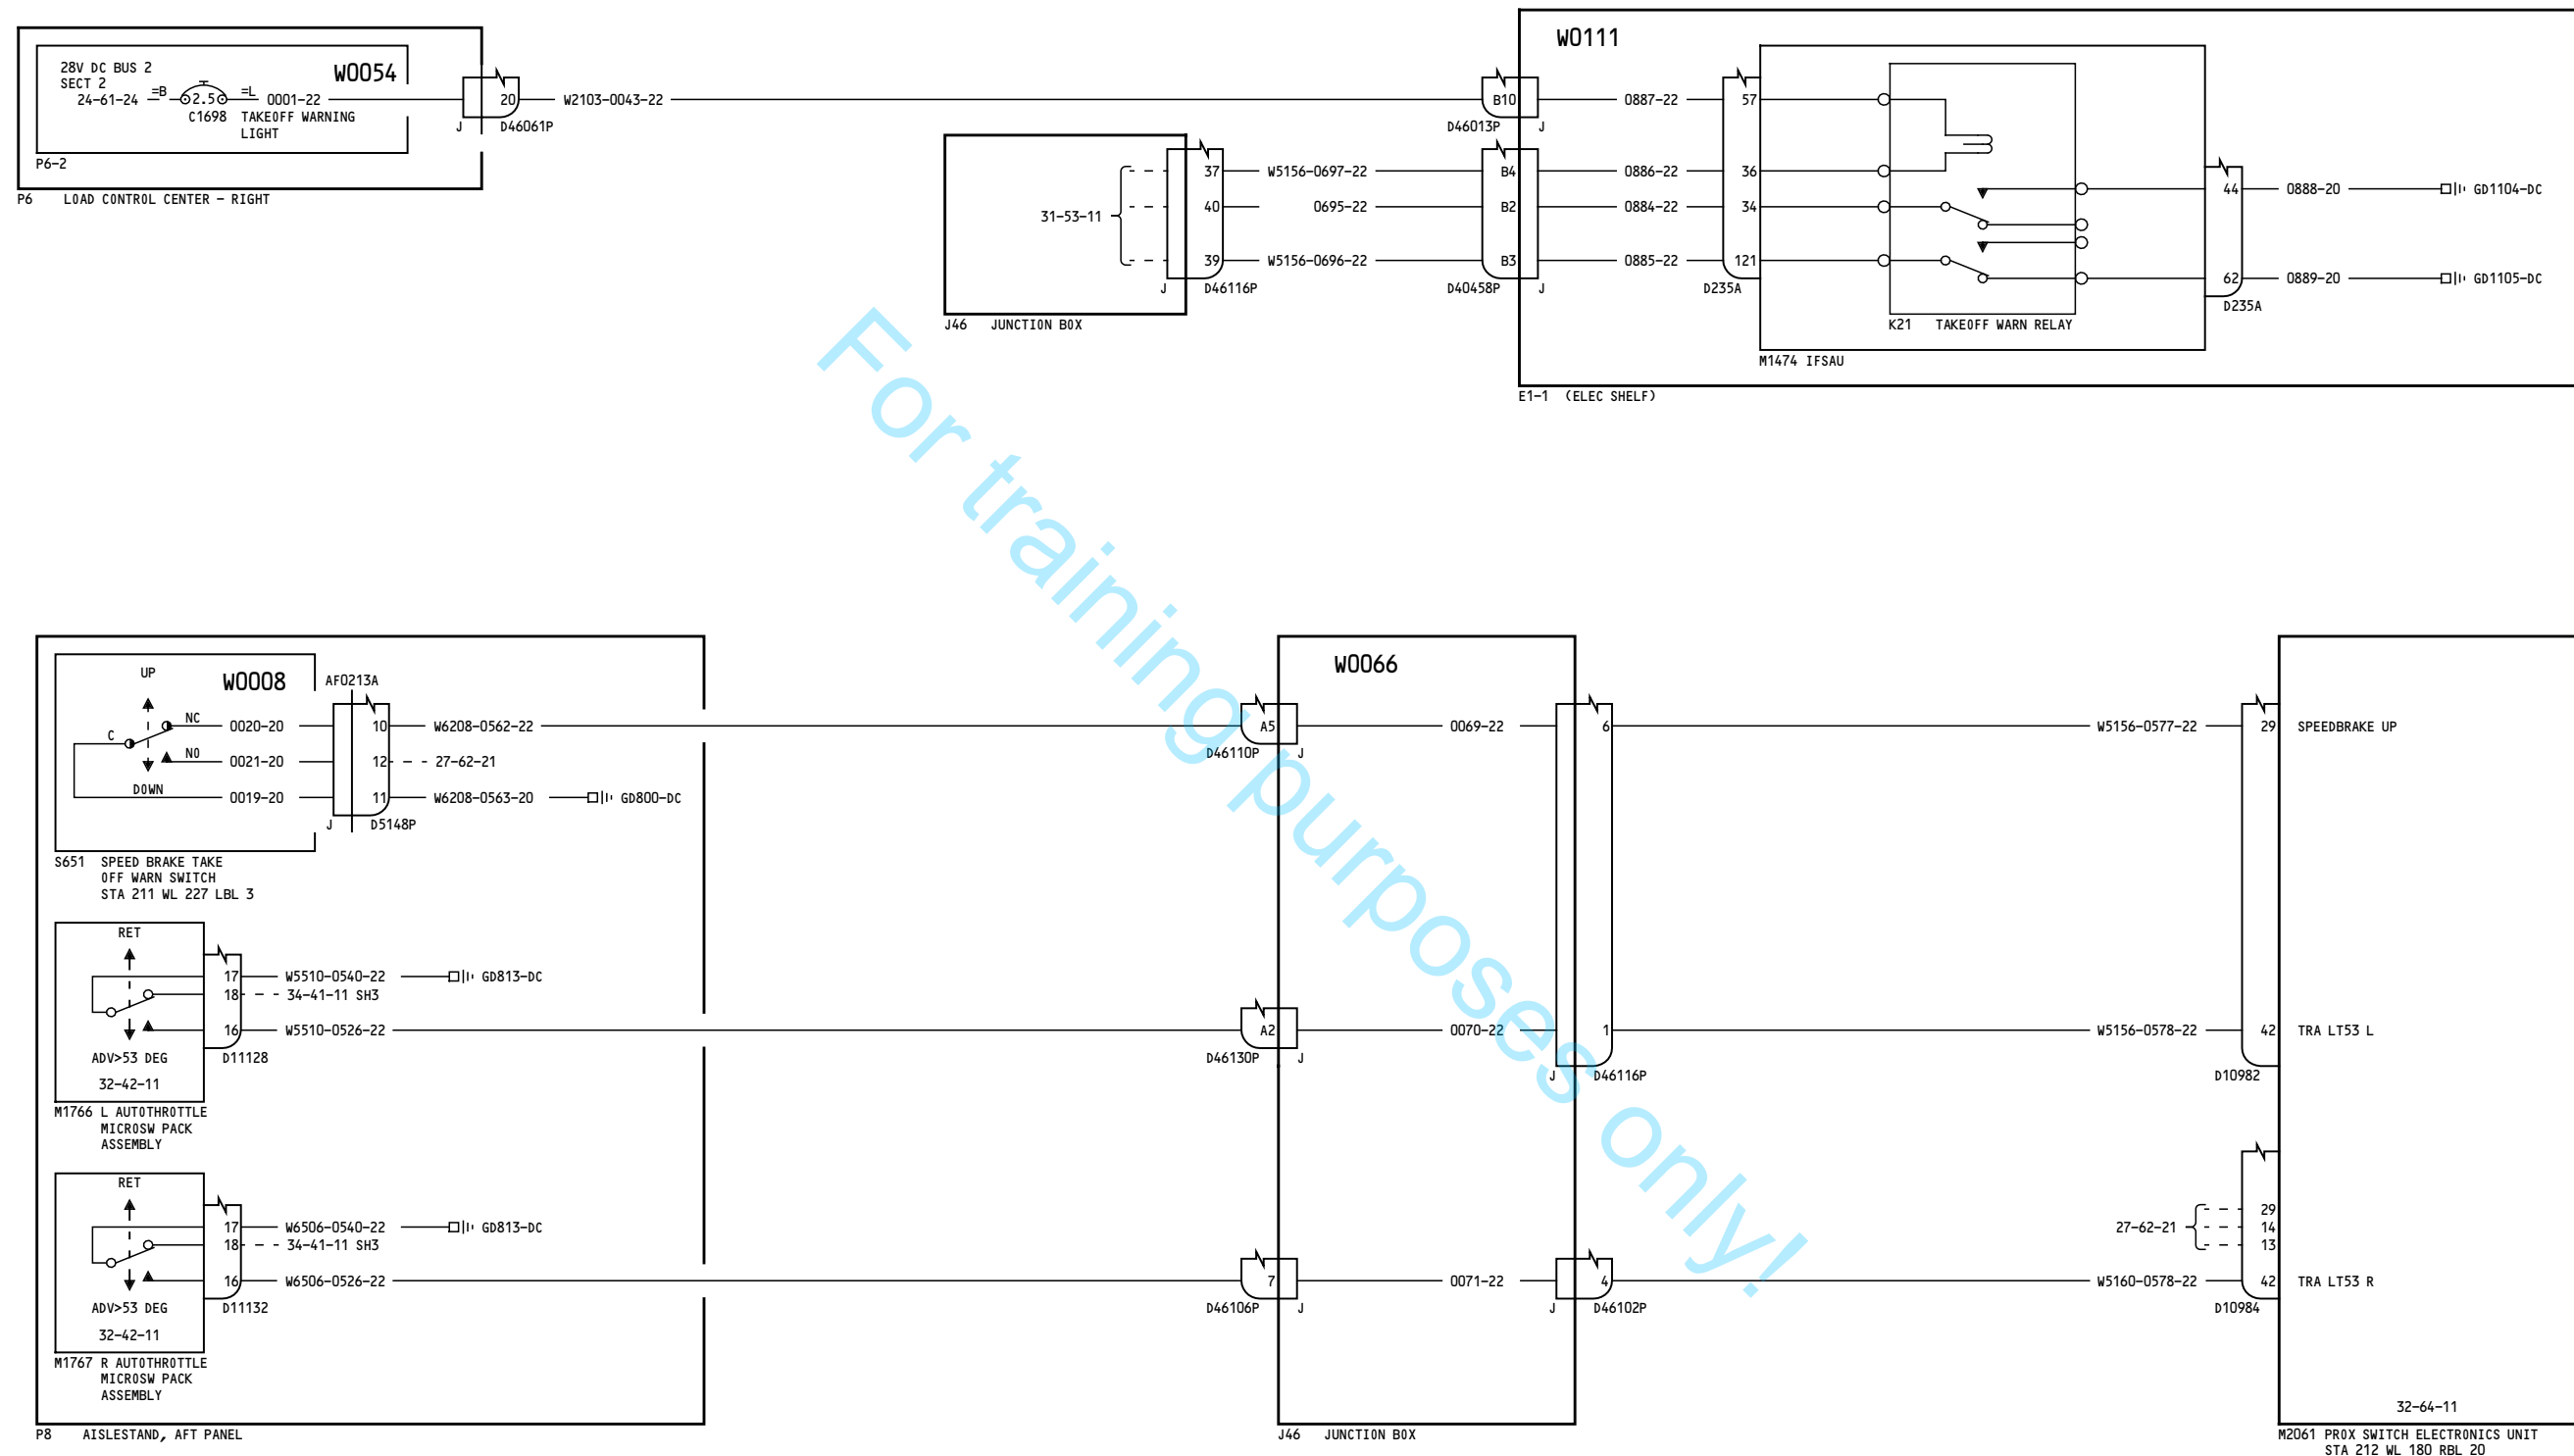 W0111
28V DC BUS 2
SECT 2
W0054
24-61-24 =B 2.5 =L 0001-22
C1698 TAKEOFF WARNING
LIGHT
P6-2
P6 LOAD CONTROL CENTER - RIGHT
20 W2103-0043-22
J D46061P
B10 0887-22 57
D46013P J
37 W5156-0697-22 B4 0886-22 36
31-53-11
40 0695-22 B2 0884-22 34
39 W5156-0696-22 B3 0885-22 121
J D46116P
D40458P J
D235A
J46 JUNCTION BOX
44 0888-20 GD1104-DC
62 0889-20 GD1105-DC
D235A
K21 TAKEOFF WARN RELAY
M1474 IFSAU
E1-1 (ELEC SHELF)
For training purposes only!
UP
W0008
AF0213A
W0066
NC 0020-20 10 W6208-0562-22 A5 0069-22 6 W5156-0577-22 29 SPEEDBRAKE UP
C
NO 0021-20 12 27-62-21
D46110P J
DOWN 0019-20 11 W6208-0563-20 GD800-DC
J D5148P
S651 SPEED BRAKE TAKE
OFF WARN SWITCH
STA 211 WL 227 LBL 3
RET
17 W5510-0540-22 GD813-DC
18 34-41-11 SH3
16 W5510-0526-22 A2 0070-22 1 W5156-0578-22 42 TRA LT53 L
ADV>53 DEG
D11128
D46130P J
J D46116P
D10982
32-42-11
M1766 L AUTOTHROTTLE
MICROSW PACK
ASSEMBLY
RET
17 W6506-0540-22 GD813-DC
18 34-41-11 SH3
27-62-21
29
14
13
16 W6506-0526-22 7 0071-22 4 W5160-0578-22 42 TRA LT53 R
ADV>53 DEG
D11132
D46106P J
J D46102P
D10984
32-42-11
M1767 R AUTOTHROTTLE
MICROSW PACK
ASSEMBLY
32-64-11
P8 AISLESTAND, AFT PANEL
J46 JUNCTION BOX
M2061 PROX SWITCH ELECTRONICS UNIT
STA 212 WL 180 RBL 20